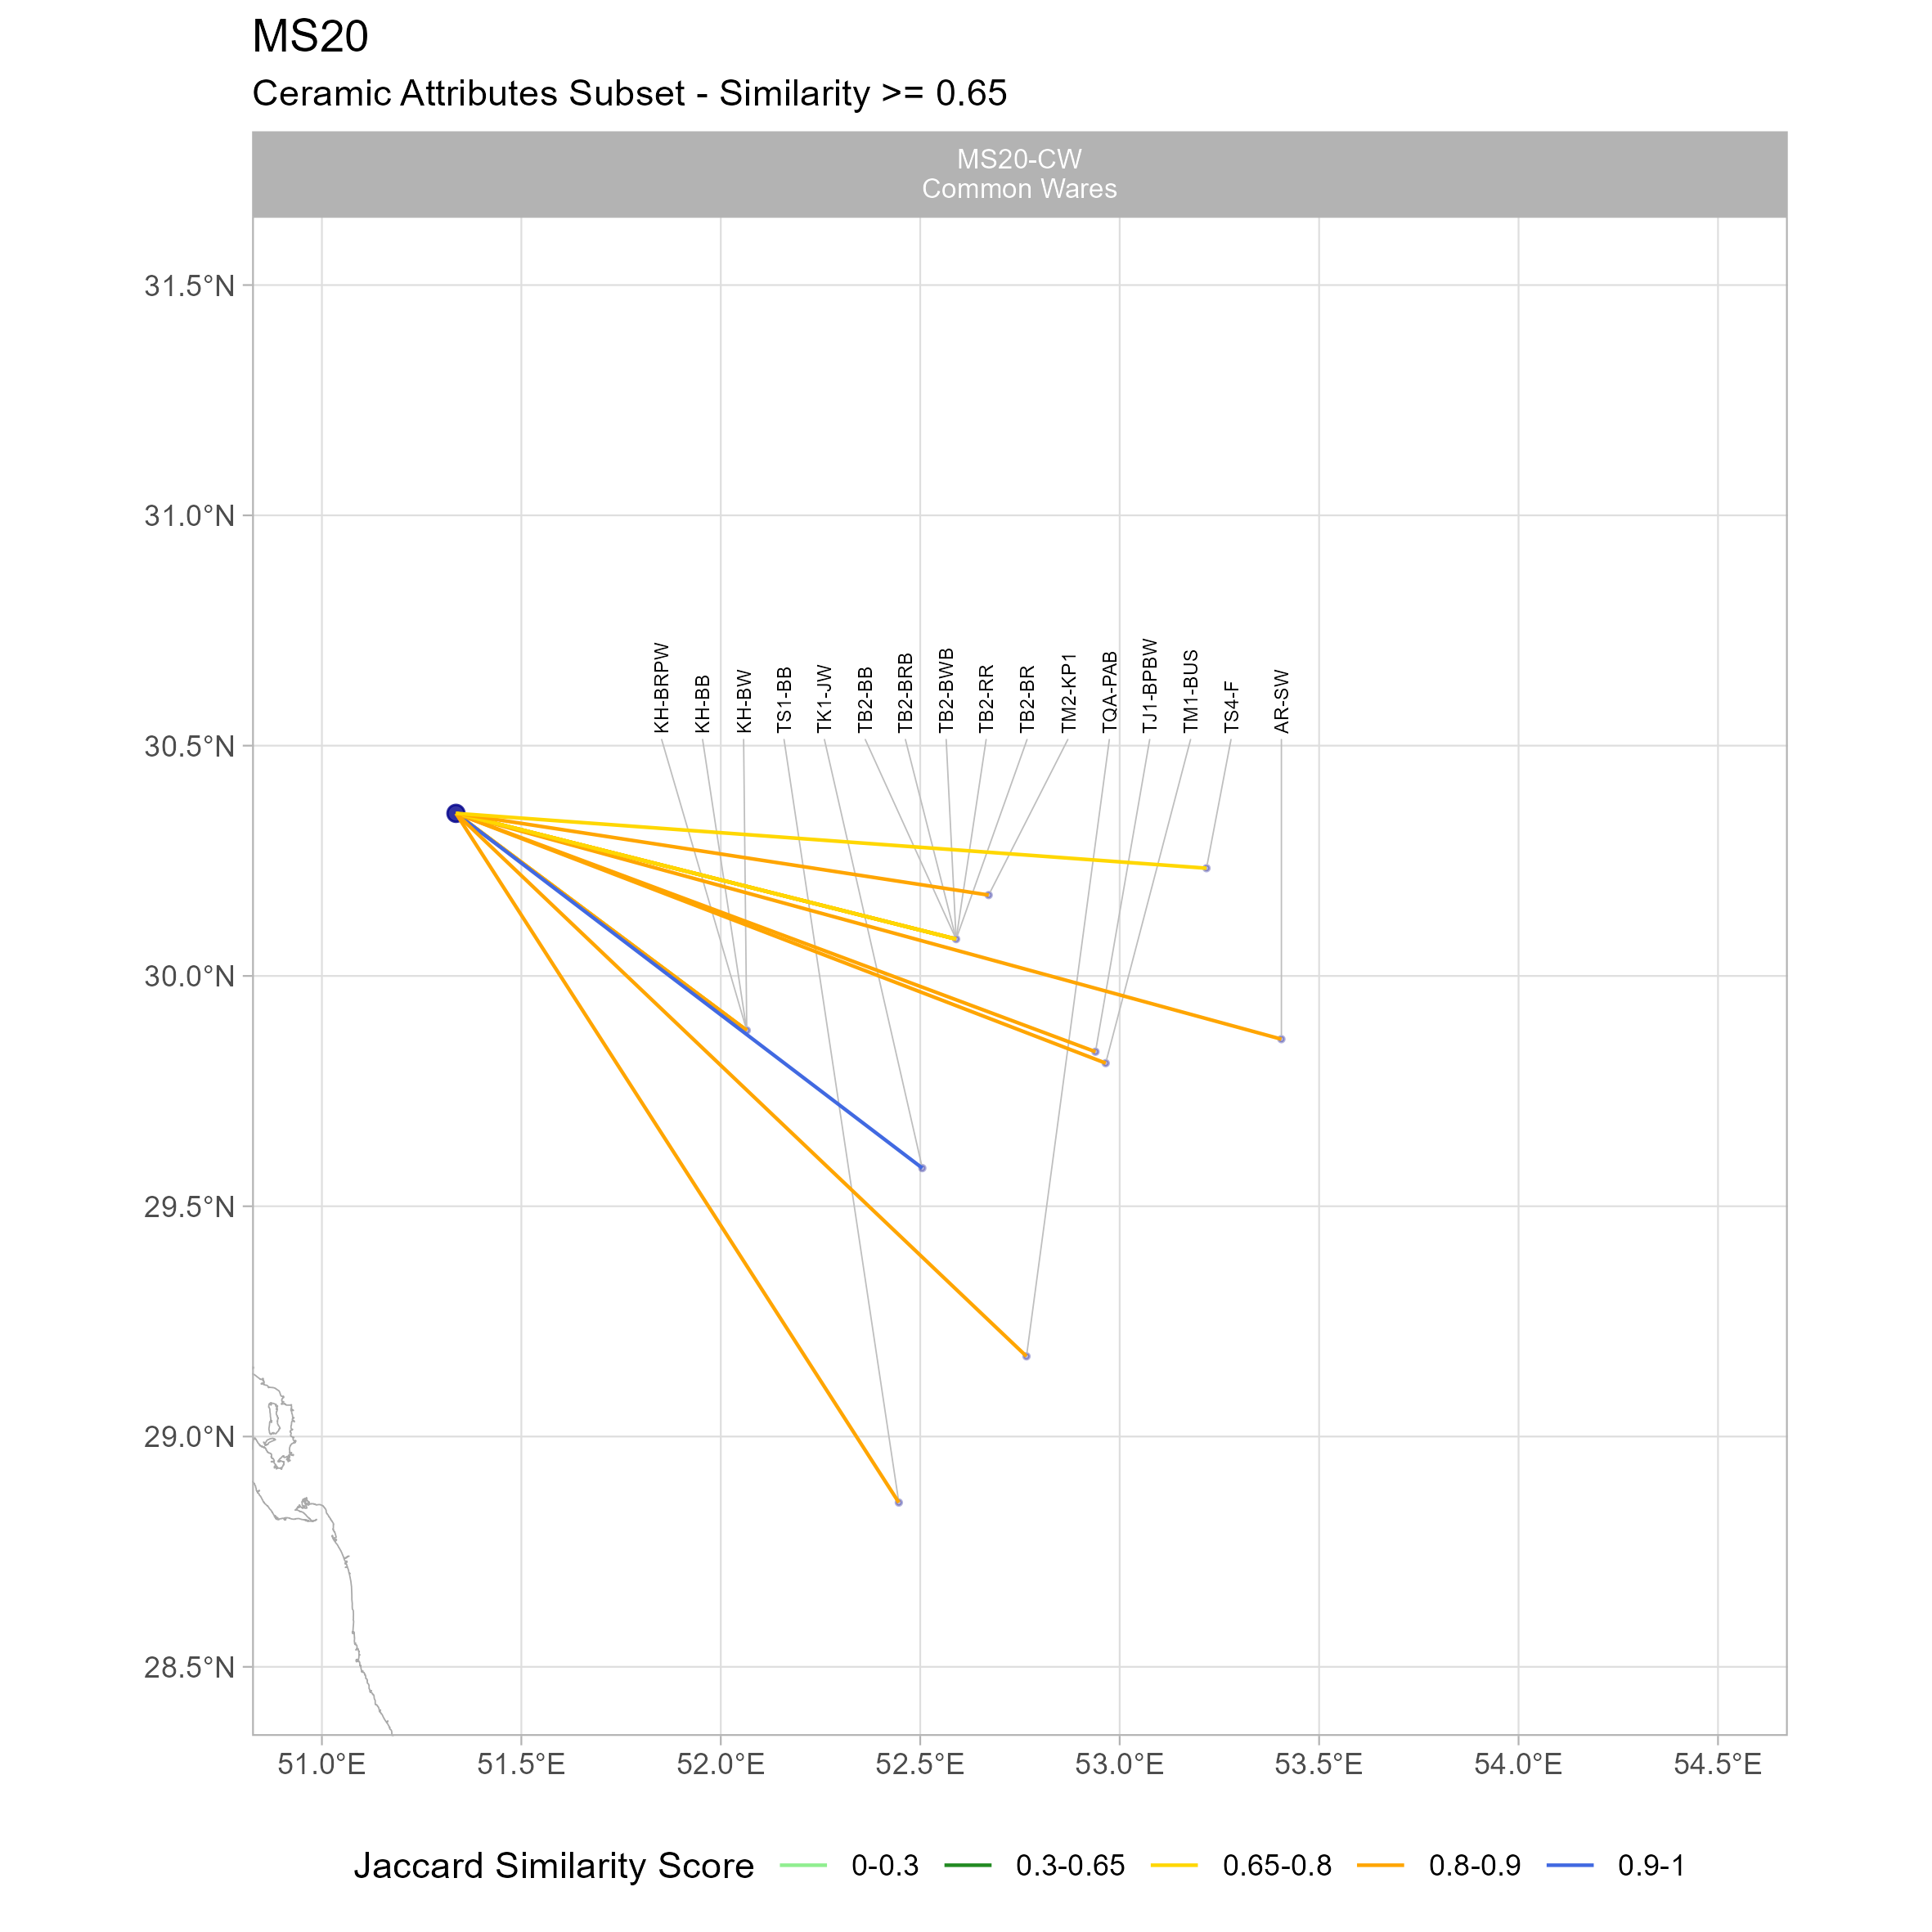 MS20
Ceramic Attributes Subset - Similarity >= 0.65
MS20-CW
Common Wares
31.5°N
31.0°N
30.5°N
30.0°N
29.5°N
29.0°N
28.5°N
KH-BRPW
KH-BB
KH-BW
TS1-BB
TK1-JW
TB2-BB
TB2-BRB
TB2-BWB
TB2-RR
TB2-BR
TM2-KP1
TQA-PAB
TJ1-BPBW
TM1-BUS
TS4-F
AR-SW
51.0°E 51.5°E 52.0°E 52.5°E 53.0°E 53.5°E 54.0°E 54.5°E
Jaccard Similarity Score 0-0.3 0.3-0.65 0.65-0.8 0.8-0.9 0.9-1